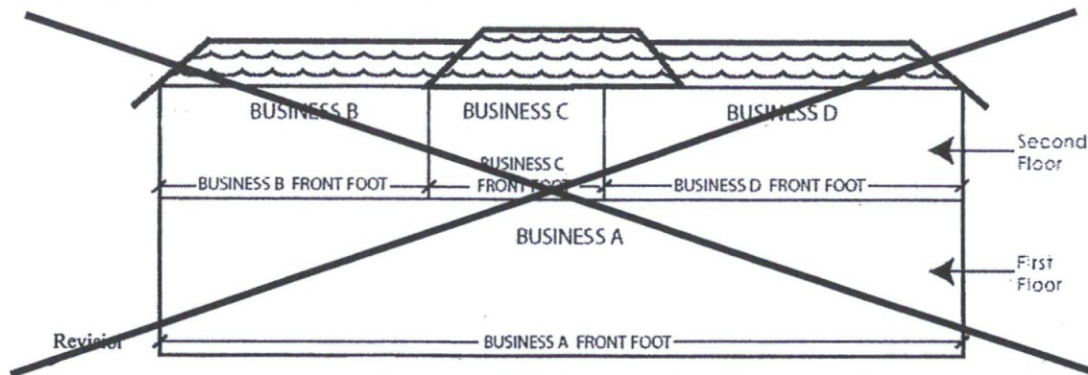 BUSINESS B BUSINESS C BUSINESS D
Second
Floor
BUSINESS C
BUSINESS B FRONT FOOT FRONT FOOT BUSINESS D FRONT FOOT
BUSINESS A
First
Floor
BUSINESS A FRONT FOOT